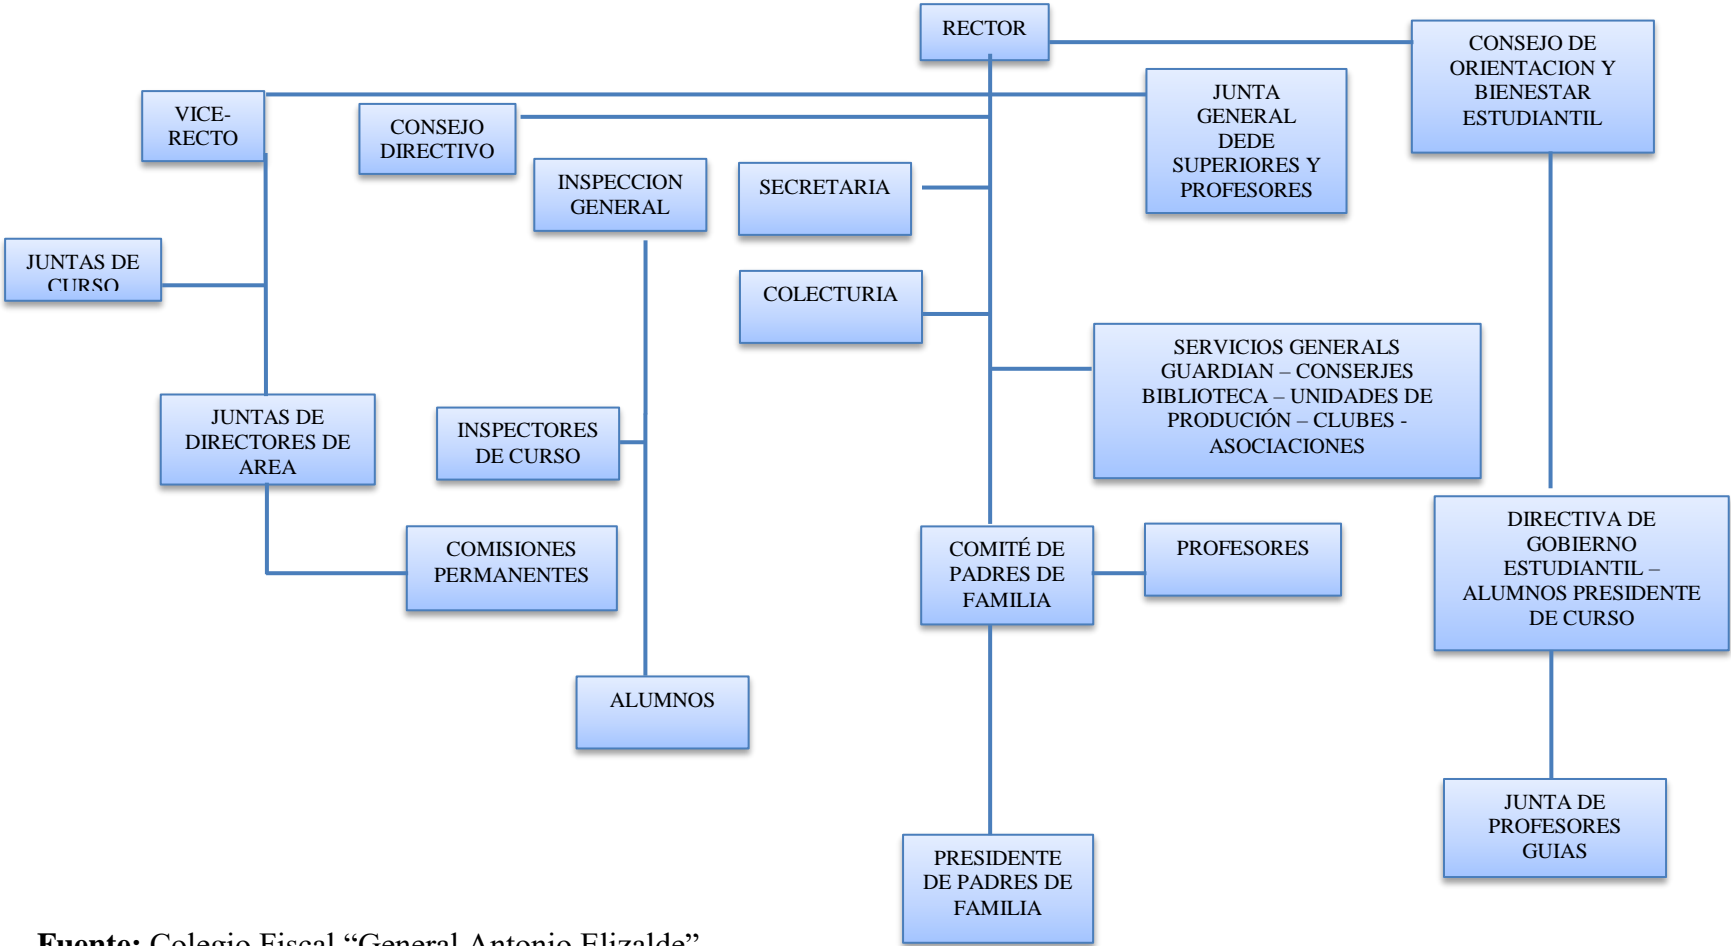 RECTOR
CONSEJO DE
ORIENTACION Y
BIENESTAR
ESTUDIANTIL
VICE-
RECTO
CONSEJO
DIRECTIVO
JUNTA
GENERAL
DEDE
SUPERIORES Y
PROFESORES
INSPECCION
GENERAL
SECRETARIA
JUNTAS DE
CURSO
COLECTURIA
SERVICIOS GENERALS
GUARDIAN – CONSERJES
BIBLIOTECA – UNIDADES DE
PRODUCIÓN – CLUBES -
ASOCIACIONES
JUNTAS DE
DIRECTORES DE
AREA
INSPECTORES
DE CURSO
COMISIONES
PERMANENTES
COMITÉ DE
PADRES DE
FAMILIA
PROFESORES
DIRECTIVA DE
GOBIERNO
ESTUDIANTIL –
ALUMNOS PRESIDENTE
DE CURSO
ALUMNOS
JUNTA DE
PROFESORES
GUIAS
PRESIDENTE
DE PADRES DE
FAMILIA
Fuente: Colegio Fiscal “General Antonio Elizalde”